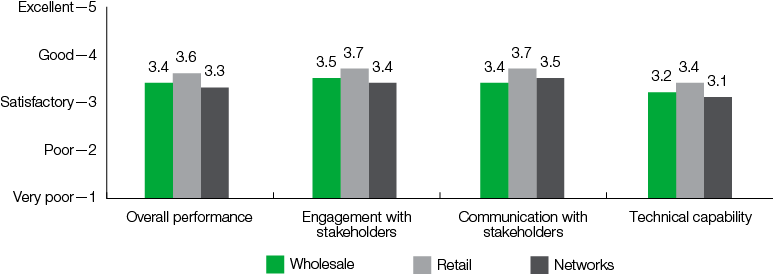 Excellent—5
Good—4
Satisfactory—3
Poor—2
Very poor—1
3.4
3.6
3.3
3.5
3.7
3.4
3.4
3.7
3.5
3.2
3.4
3.1
Overall performance
Engagement with
stakeholders
Communication with
stakeholders
Technical capability
Wholesale
Retail
Networks